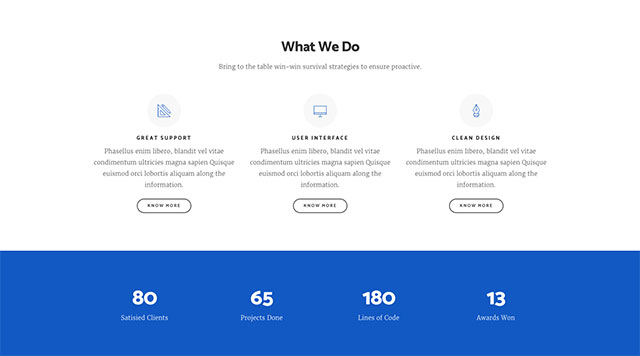 What We Do
Bring to the table win-win survival strategies to ensure proactive.
GREAT SUPPORT
Phasellus enim libero, blandit vel vitae
condimentum ultricies magna sapien Quisque
euismod orci lobortis aliquam along the
information.
KNOW MORE
USER INTERFACE
Phasellus enim libero, blandit vel vitae
condimentum ultricies magna sapien Quisque
euismod orci lobortis aliquam along the
information.
KNOW MORE
CLEAN DESIGN
Phasellus enim libero, blandit vel vitae
condimentum ultricies magna sapien Quisque
euismod orci lobortis aliquam along the
information.
KNOW MORE
80
Satisied Clients
65
Projects Done
180
Lines of Code
13
Awards Won